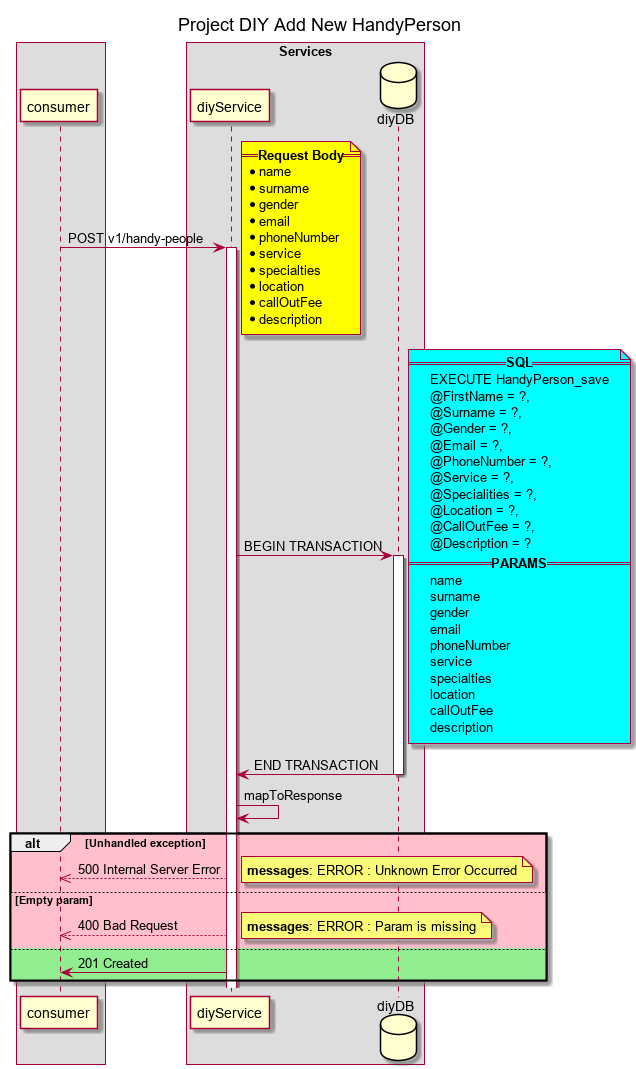 Project DIY Add New HandyPerson
Services
consumer
diyService
diyDB
Request Body
name
surname
gender
email
phoneNumber
service
specialties
location
callOutFee
description
POST v1/handy-people
SQL
EXECUTE HandyPerson_save
@FirstName = ?,
@Surname = ?,
@Gender = ?,
@Email = ?,
@PhoneNumber = ?,
@Service = ?,
@Specialities = ?,
@Location = ?,
@CallOutFee = ?,
@Description = ?
PARAMS
name
surname
gender
email
phoneNumber
service
specialties
location
callOutFee
description
BEGIN TRANSACTION
END TRANSACTION
mapToResponse
alt [Unhandled exception]
500 Internal Server Error
messages: ERROR : Unknown Error Occurred
[Empty param]
400 Bad Request
messages: ERROR : Param is missing
201 Created
consumer
diyService
diyDB